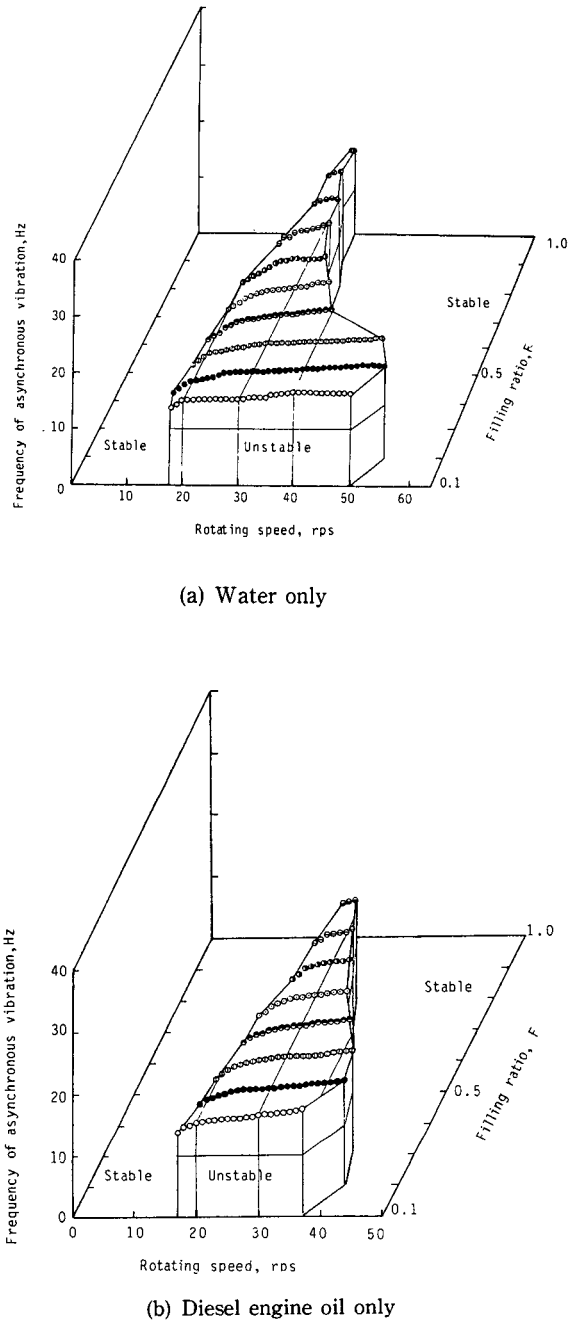 Frequency of asynchronous vibration,Hz
40
30
20
10
0
10
20
30
40
50
60
Rotating speed, rps
Stable
Unstable
Stable
1.0
0.5
0.1
Filling ratio,
(a) Water only
Frequency of asynchronous vibration,Hz
40
30
20
10
0
0
10
20
30
40
50
Rotating speed, rps
Stable
Unstable
Stable
1.0
0.5
0.1
Filling ratio, F
(b) Diesel engine oil only